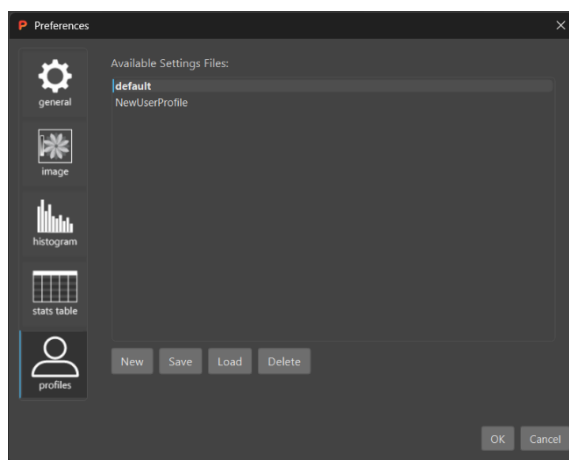 P Preferences
general
image
histogram
stats table
profiles
Available Settings Files:
default
NewUserProfile
New Save Load Delete
OK Cancel